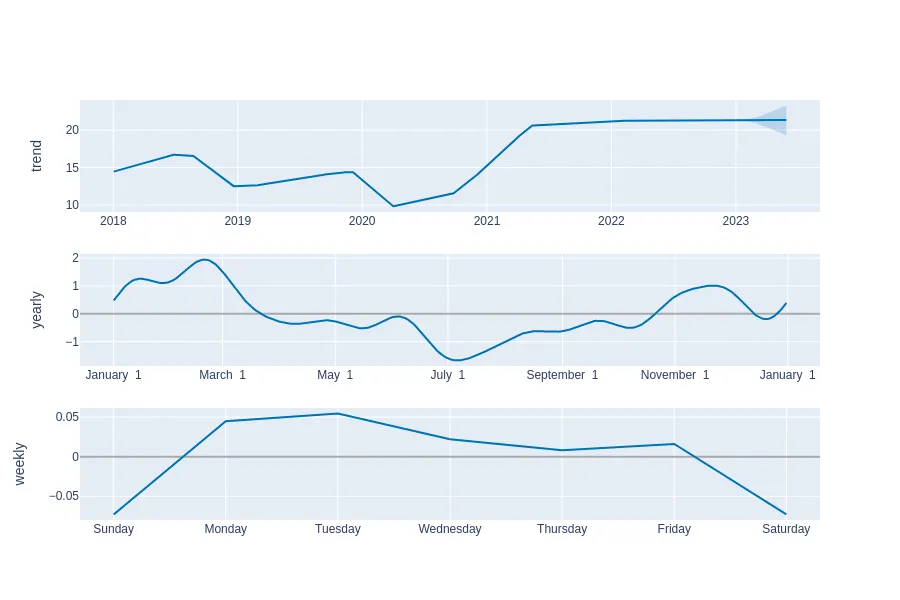 trend
20
15
10
2018 2019 2020 2021 2022 2023
yearly
2
1
0
−1
January 1 March 1 May 1 July 1 September 1 November 1 January 1
weekly
0.05
0
−0.05
Sunday Monday Tuesday Wednesday Thursday Friday Saturday